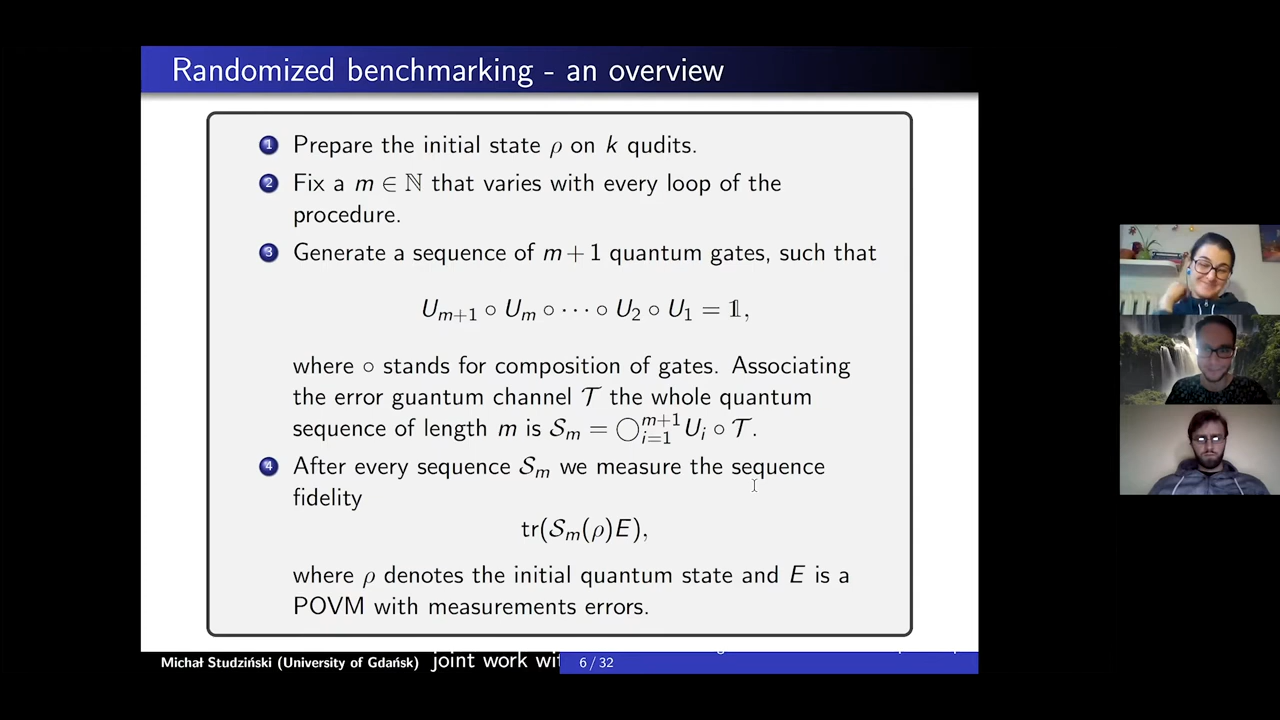 Randomized benchmarking - an overview
1 Prepare the initial state ρ on k qudits.
2 Fix a m ∈ ℕ that varies with every loop of the
procedure.
3 Generate a sequence of m + 1 quantum gates, such that
U_{m+1} ∘ U_m ∘ ⋯ ∘ U_2 ∘ U_1 = 𝟙,
where ∘ stands for composition of gates. Associating
the error guantum channel 𝒯 the whole quantum
sequence of length m is 𝒮_m = ◯_{i=1}^{m+1} U_i ∘ 𝒯.
4 After every sequence 𝒮_m we measure the sequence
fidelity
tr(𝒮_m(ρ)E),
where ρ denotes the initial quantum state and E is a
POVM with measurements errors.
Michał Studziński (University of Gdańsk) joint work 6 / 32